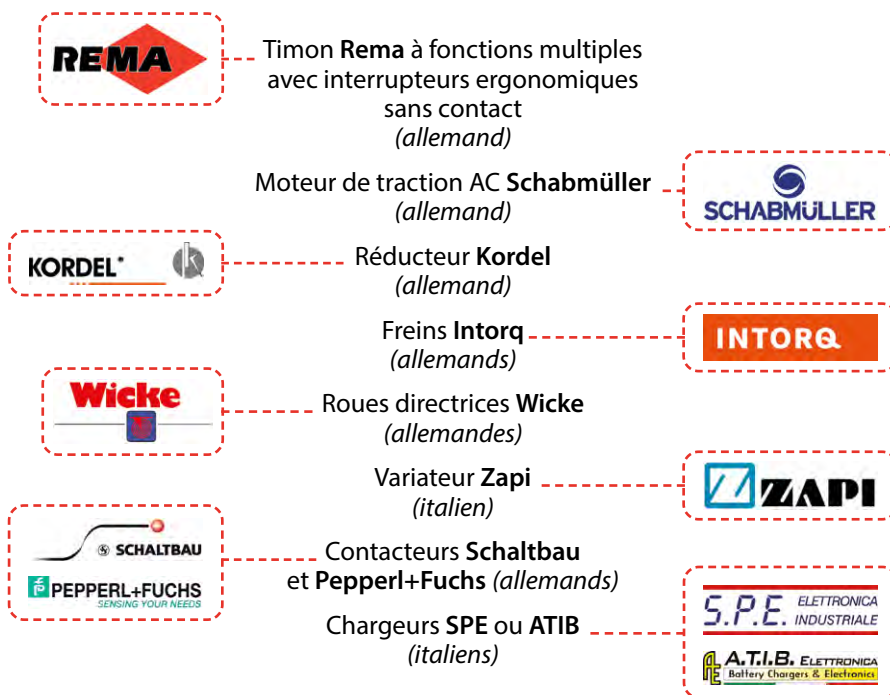 REMA
Timon Rema à fonctions multiples
avec interrupteurs ergonomiques
sans contact
(allemand)
Moteur de traction AC Schabmüller
(allemand)
SCHABMÜLLER
KORDEL
Réducteur Kordel
(allemand)
Freins Intorq
(allemands)
INTORQ
Wicke
Roues directrices Wicke
(allemandes)
Variateur Zapi
(italien)
ZAPI
SCHALTBAU
PEPPERL+FUCHS
SENSING YOUR NEEDS
Contacteurs Schaltbau
et Pepperl+Fuchs (allemands)
Chargeurs SPE ou ATIB
(italiens)
S.P.E. ELETTRONICA
INDUSTRIALE
A.T.I.B. ELETTRONICA
Battery Chargers & Electronics